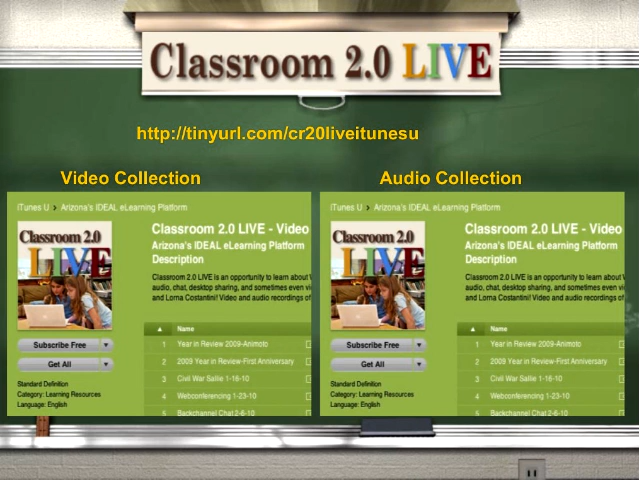 Classroom 2.0 LIVE
http://tinyurl.com/cr20liveitunesu
Video Collection
Audio Collection
iTunes U > Arizona's IDEAL eLearning Platform
Classroom 2.0
LIVE
Classroom 2.0 LIVE - Video
Arizona's IDEAL eLearning Platform
Description
Classroom 2.0 LIVE is an opportunity to learn about
audio, chat, desktop sharing, and sometimes even
and Lorna Costantini! Video and audio recordings of
Subscribe Free
Get All
Standard Definition
Category: Learning Resources
Language: English
Name
1 Year in Review 2009-Animoto
2 2009 Year in Review-First Anniversary
3 Civil War Sallie 1-16-10
4 Webconferencing 1-23-10
5 Backchannel Chat 2-6-10
iTunes U > Arizona's IDEAL eLearning Platform
Classroom 2.0
LIVE
Classroom 2.0 LIVE - Video
Arizona's IDEAL eLearning Platform
Description
Classroom 2.0 LIVE is an opportunity to learn about
audio, chat, desktop sharing, and sometimes even
and Lorna Costantini! Video and audio recordings of
Subscribe Free
Get All
Standard Definition
Category: Learning Resources
Language: English
Name
1 Year in Review 2009-Animoto
2 2009 Year in Review-First Anniversary
3 Civil War Sallie 1-16-10
4 Webconferencing 1-23-10
5 Backchannel Chat 2-6-10